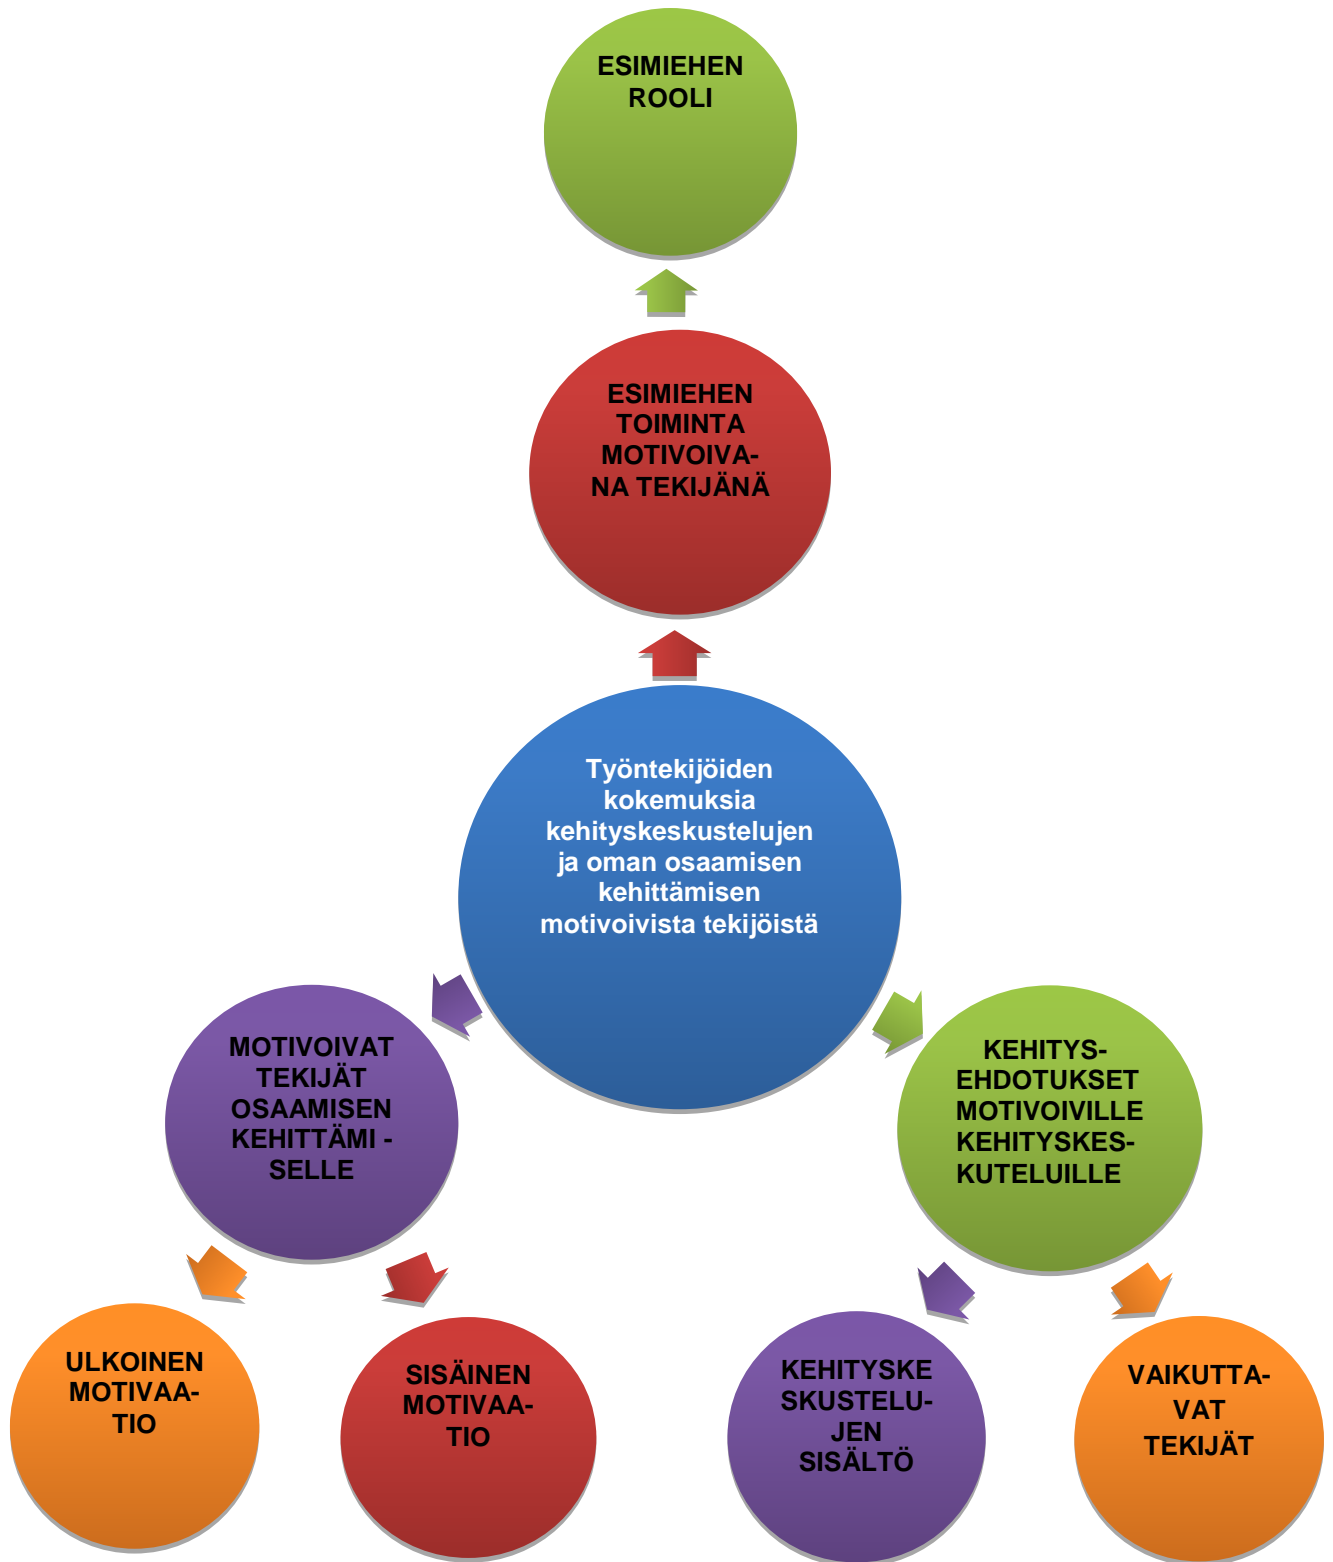 ESIMIEHEN
ROOLI
ESIMIEHEN
TOIMINTA
MOTIVOIVA-
NA TEKIJÄNÄ
Työntekijöiden
kokemuksia
kehityskeskustelujen
ja oman osaamisen
kehittämisen
motivoivista tekijöistä
MOTIVOIVAT
TEKIJÄT
OSAAMISEN
KEHITTÄMI -
SELLE
KEHITYS-
EHDOTUKSET
MOTIVOIVILLE
KEHITYSKES-
KUTELUILLE
ULKOINEN
MOTIVAA-
TIO
SISÄINEN
MOTIVAA-
TIO
KEHITYSKE
SKUSTELU-
JEN
SISÄLTÖ
VAIKUTTA-
VAT
TEKIJÄT